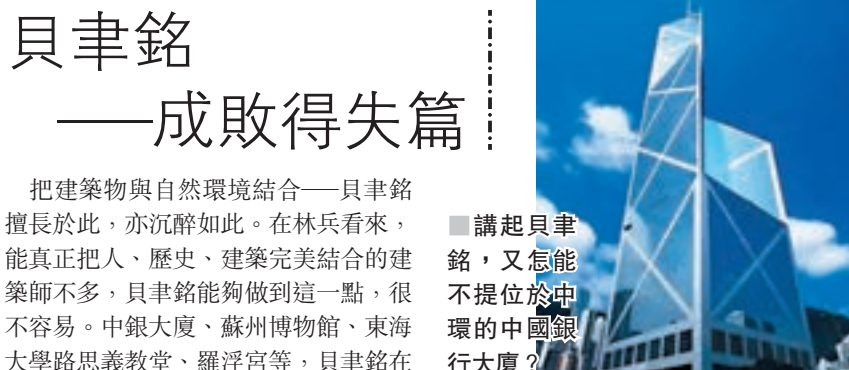 貝聿銘
──成敗得失篇
把建築物與自然環境結合──貝聿銘
擅長於此，亦沉醉如此。在林兵看來，
能真正把人、歷史、建築完美結合的建
築師不多，貝聿銘能夠做到這一點，很
不容易。中銀大廈、蘇州博物館、東海
大學路思義教堂、羅浮宮等，貝聿銘在
■講起貝聿
銘，又怎能
不提位於中
環的中國銀
行大廈？